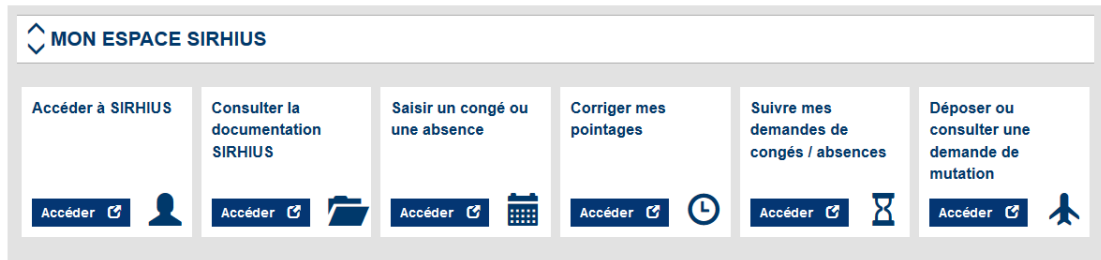 MON ESPACE SIRHIUS
Accéder à SIRHIUS
Accéder
Consulter la
documentation
SIRHIUS
Accéder
Saisir un congé ou
une absence
Accéder
Corriger mes
pointages
Accéder
Suivre mes
demandes de
congés / absences
Accéder
Déposer ou
consulter une
demande de
mutation
Accéder